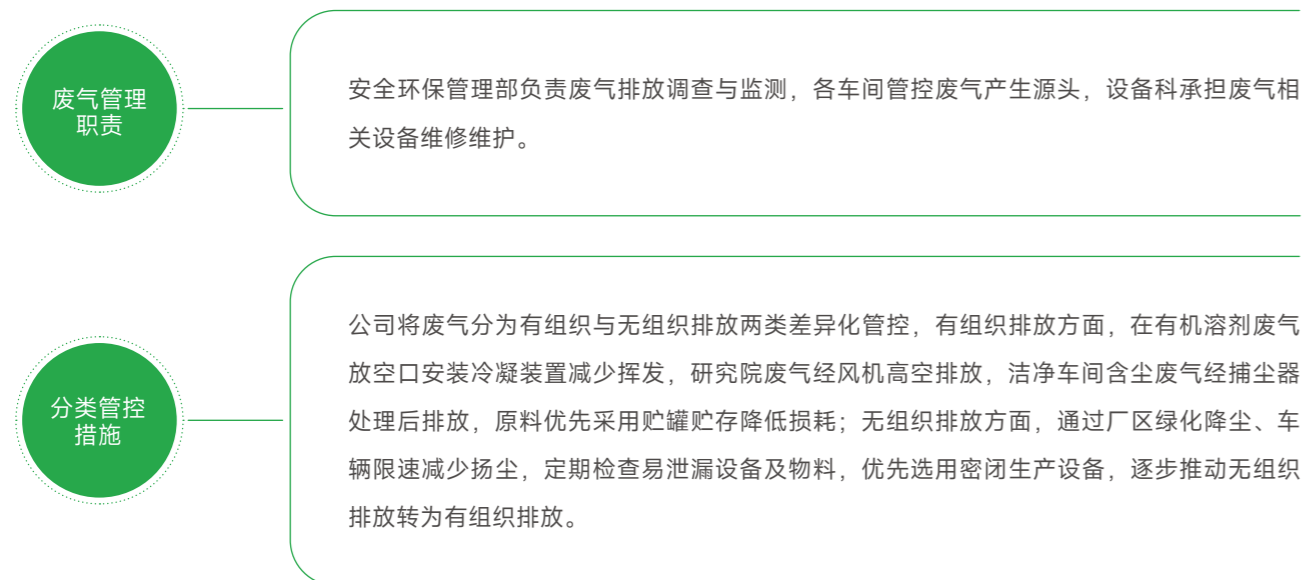 废气管理
职责
安全环保管理部负责废气排放调查与监测，各车间管控废气产生源头，设备科承担废气相
关设备维修维护。
分类管控
措施
公司将废气分为有组织与无组织排放两类差异化管控，有组织排放方面，在有机溶剂废气
放空口安装冷凝装置减少挥发，研究院废气经风机高空排放，洁净车间含尘废气经捕尘器
处理后排放，原料优先采用贮罐贮存降低损耗；无组织排放方面，通过厂区绿化降尘、车
辆限速减少扬尘，定期检查易泄漏设备及物料，优先选用密闭生产设备，逐步推动无组织
排放转为有组织排放。